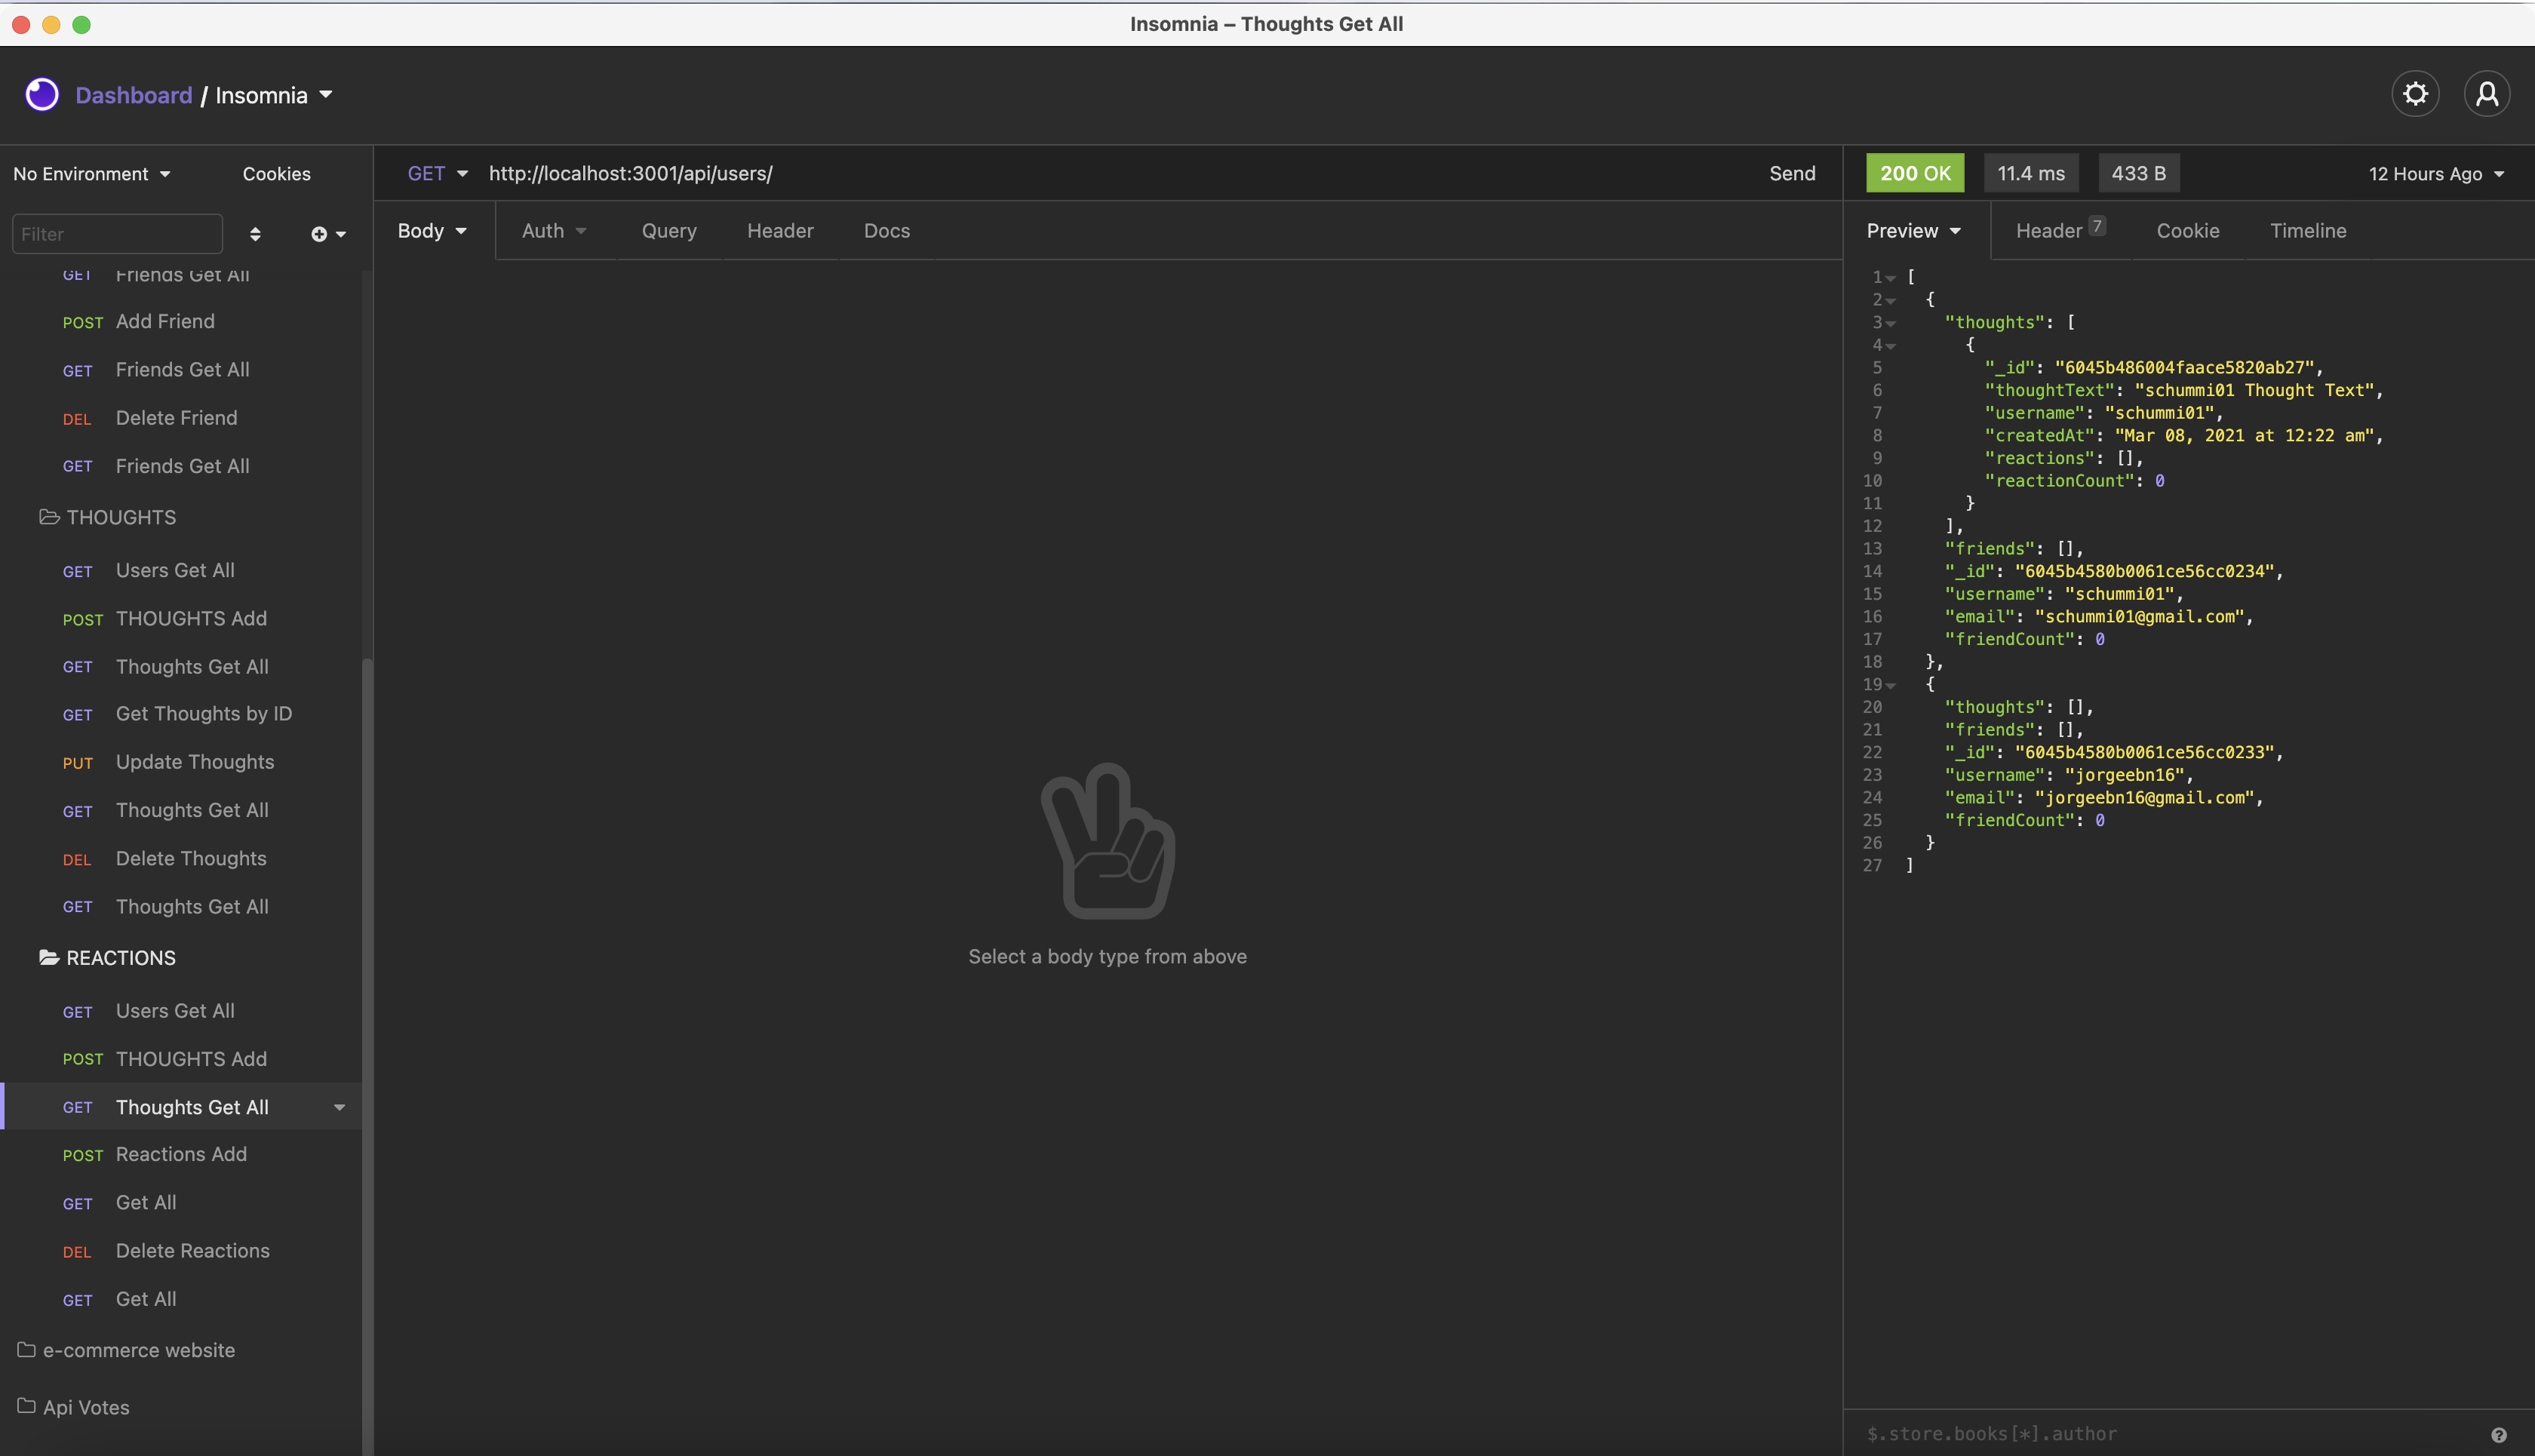 Insomnia – Thoughts Get All
Dashboard / Insomnia
No Environment
Cookies
Filter
GET Friends Get All
POST Add Friend
GET Friends Get All
DEL Delete Friend
GET Friends Get All
THOUGHTS
GET Users Get All
POST THOUGHTS Add
GET Thoughts Get All
GET Get Thoughts by ID
PUT Update Thoughts
GET Thoughts Get All
DEL Delete Thoughts
GET Thoughts Get All
REACTIONS
GET Users Get All
POST THOUGHTS Add
GET Thoughts Get All
POST Reactions Add
GET Get All
DEL Delete Reactions
GET Get All
e-commerce website
Api Votes
GET http://localhost:3001/api/users/ Send
Body Auth Query Header Docs
Select a body type from above
200 OK 11.4 ms 433 B 12 Hours Ago
Preview Header 7 Cookie Timeline
1 [
2 {
3 "thoughts": [
4 {
5 "_id": "6045b486004faace5820ab27",
6 "thoughtText": "schummi01 Thought Text",
7 "username": "schummi01",
8 "createdAt": "Mar 08, 2021 at 12:22 am",
9 "reactions": [],
10 "reactionCount": 0
11 }
12 ],
13 "friends": [],
14 "_id": "6045b4580b0061ce56cc0234",
15 "username": "schummi01",
16 "email": "schummi01@gmail.com",
17 "friendCount": 0
18 },
19 {
20 "thoughts": [],
21 "friends": [],
22 "_id": "6045b4580b0061ce56cc0233",
23 "username": "jorgeebn16",
24 "email": "jorgeebn16@gmail.com",
25 "friendCount": 0
26 }
27 ]
$.store.books[*].author